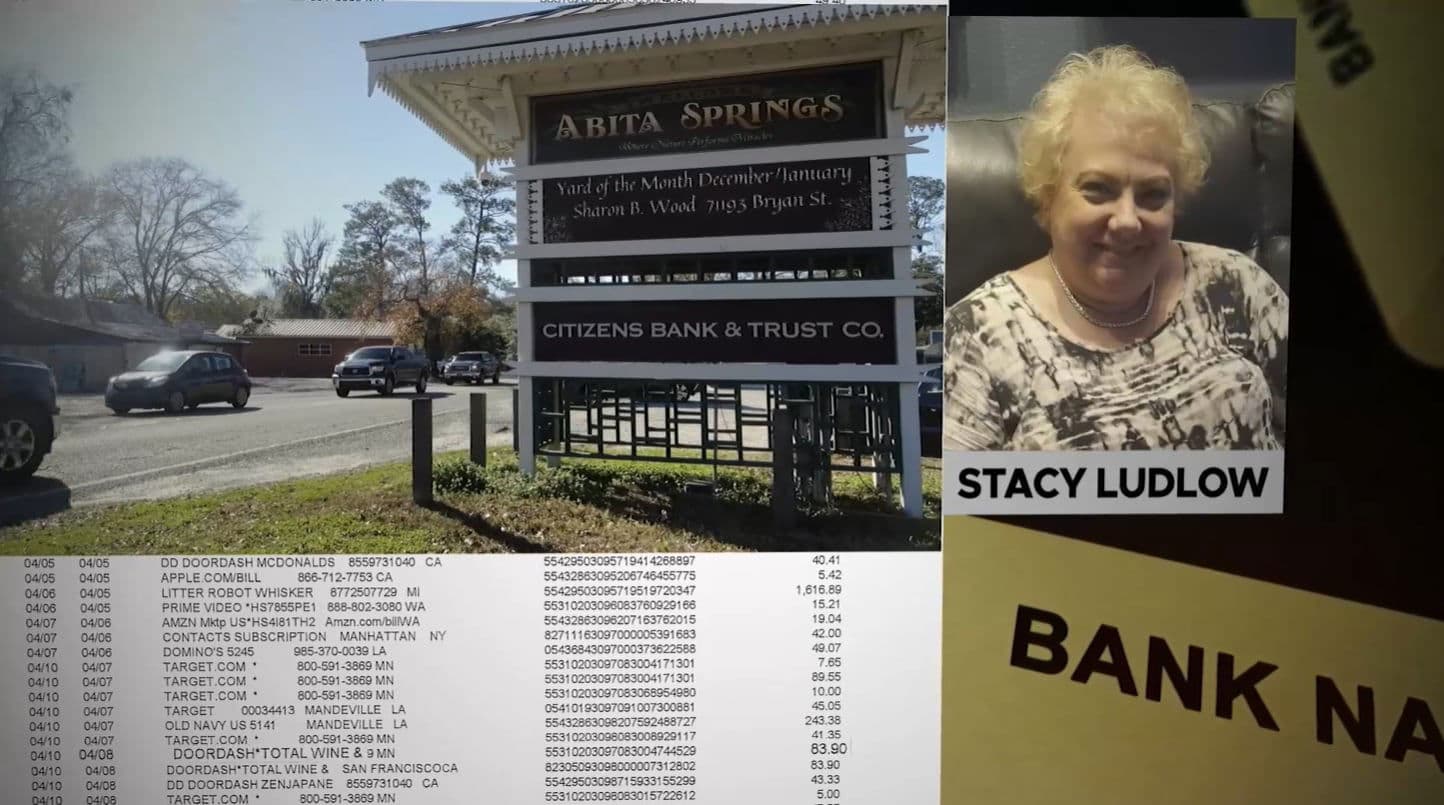 ABITA SPRINGS
Where Nature Performs Miracles
Yard of the Month December/January
Sharon B. Wood 71193 Bryan St.
CITIZENS BANK & TRUST CO.
STACY LUDLOW
BANK
BANK NA
04/05 04/05 DD DOORDASH MCDONALDS 8559731040 CA 55429503095719414268897 40.41
04/05 04/05 APPLE.COM/BILL 866-712-7753 CA 55432863095206746455775 5.42
04/06 04/05 LITTER ROBOT WHISKER 8772507729 MI 55429503095719519720347 1,616.89
04/06 04/05 PRIME VIDEO *HS7855PE1 888-802-3080 WA 55310203096083760929166 15.21
04/07 04/06 AMZN Mktp US*HS4I81TH2 Amzn.com/billWA 55432863096207163762015 19.04
04/07 04/06 CONTACTS SUBSCRIPTION MANHATTAN NY 82711163097000005391683 42.00
04/07 04/06 DOMINO'S 5245 985-370-0039 LA 05436843097000373622588 49.07
04/10 04/07 TARGET.COM * 800-591-3869 MN 55310203097083004171301 7.65
04/10 04/07 TARGET.COM * 800-591-3869 MN 55310203097083004171301 89.55
04/10 04/07 TARGET.COM * 800-591-3869 MN 55310203097083068954980 10.00
04/10 04/07 TARGET 00034413 MANDEVILLE LA 05410193097091007300881 45.05
04/10 04/07 OLD NAVY US 5141 MANDEVILLE LA 55432863098207592488727 243.38
04/10 04/07 TARGET.COM * 800-591-3869 MN 55310203097083008929117 41.35
04/10 04/08 DOORDASH*TOTAL WINE & 9 MN 55310203097083004744529 83.90
04/10 04/08 DOORDASH*TOTAL WINE & SAN FRANCISCOCA 82305093098000007312802 83.90
04/10 04/08 DD DOORDASH ZENJAPANE 8559731040 CA 55429503098715933155299 43.33
04/10 04/08 TARGET.COM * 800-591-3869 MN 55310203098083015722612 5.00